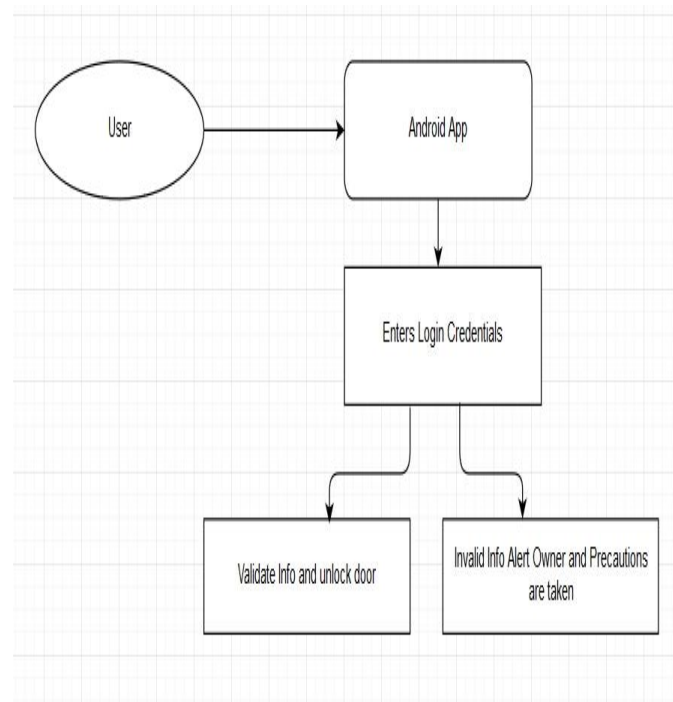 User
Android App
Enters Login Credentials
Validate Info and unlock door
Invalid Info Alert Owner and Precautions
are taken